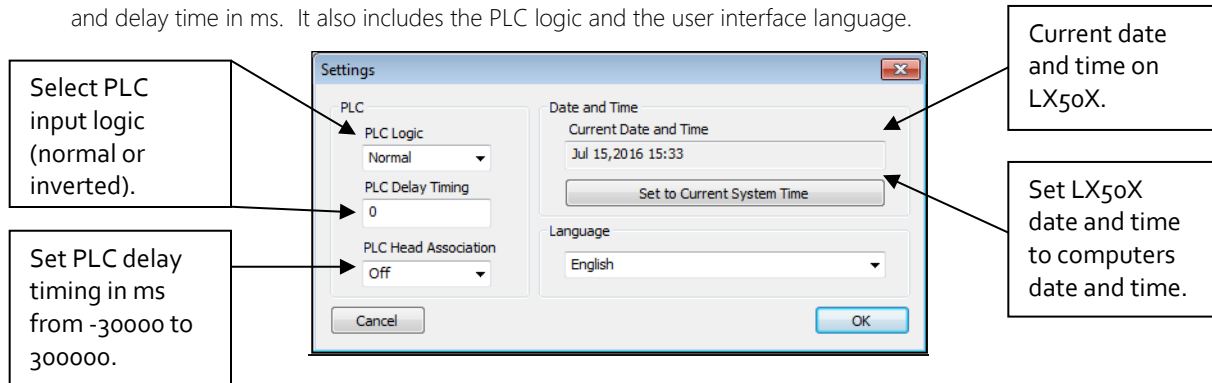 and delay time in ms. It also includes the PLC logic and the user interface language.
Select PLC
input logic
(normal or
inverted).
Set PLC delay
timing in ms
from -30000 to
300000.
Settings
PLC
PLC Logic
Normal
PLC Delay Timing
0
PLC Head Association
Off
Cancel
Date and Time
Current Date and Time
Jul 15,2016 15:33
Set to Current System Time
Language
English
OK
Current date
and time on
LX50X.
Set LX50X
date and time
to computers
date and time.